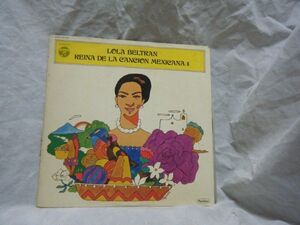 LOLA BELTRAN
REINA DE LA CANCION MEXICANA 1